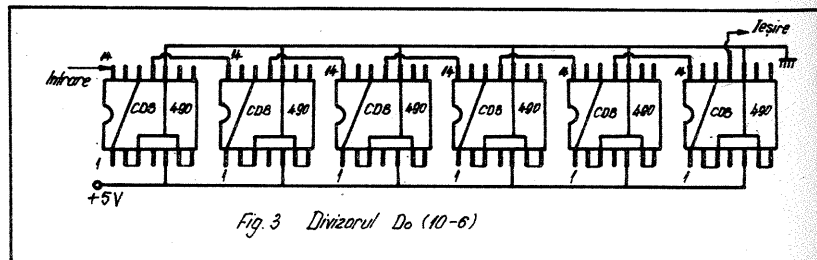 Ieșire
14 14 14 14 14 14
Intrare
CDB 490 CDB 490 CDB 490 CDB 490 CDB 490 CDB 490
1 1 1 1 1 1
+5V
Fig. 3 Divizorul Do (10-6)